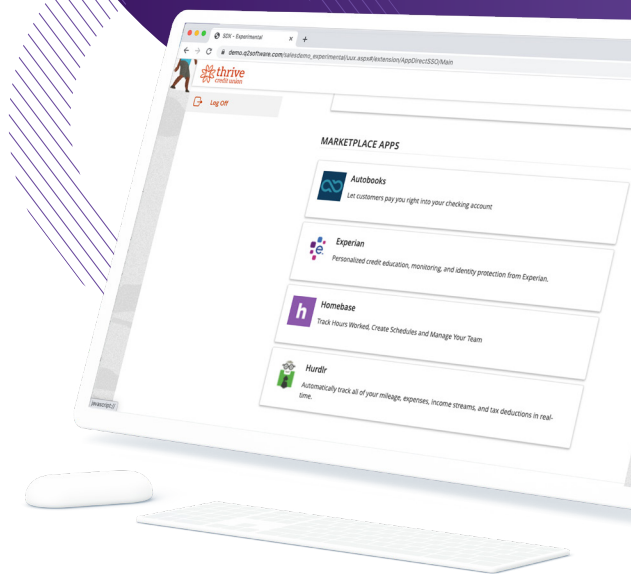 SDK - Experimental
demo.q2software.com/salesdemo_experimental/uux.aspx#/extension/AppDirectSSO/Main
thrive
credit union
Log Off
MARKETPLACE APPS
Autobooks
Let customers pay you right into your checking account
e.
Experian
Personalized credit education, monitoring, and identity protection from Experian.
h
Homebase
Track Hours Worked, Create Schedules and Manage Your Team
Hurdlr
Automatically track all of your mileage, expenses, income streams, and tax deductions in real-
time.
javascript://